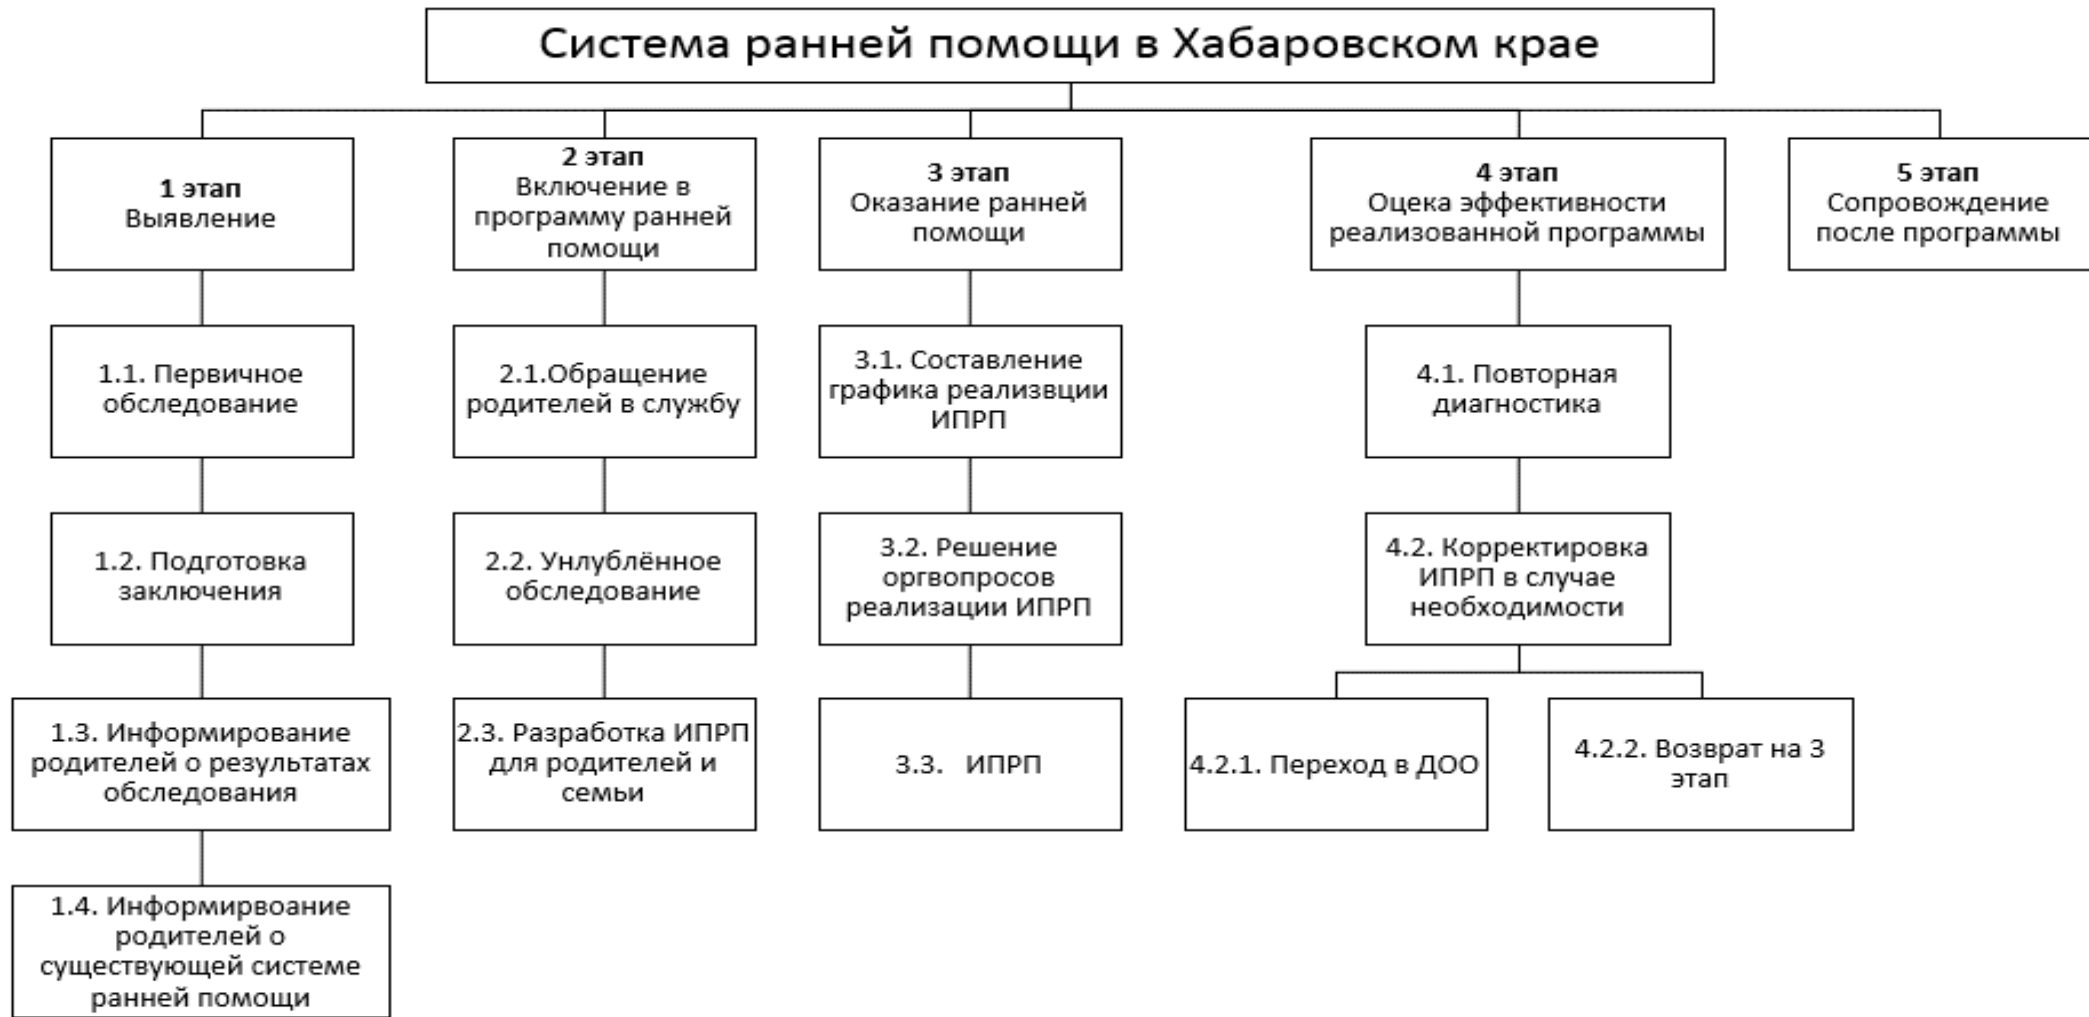 Система ранней помощи в Хабаровском крае
1 этап
Выявление
1.1. Первичное
обследование
1.2. Подготовка
заключения
1.3. Информирование
родителей о результатах
обследования
1.4. Информирвоание
родителей о
существующей системе
ранней помощи
2 этап
Включение в
программу ранней
помощи
2.1.Обращение
родителей в службу
2.2. Унлублённое
обследование
2.3. Разработка ИПРП
для родителей и
семьи
3 этап
Оказание ранней
помощи
3.1. Составление
графика реализвции
ИПРП
3.2. Решение
оргвопросов
реализации ИПРП
3.3. ИПРП
4 этап
Оцека эффективности
реализованной программы
4.1. Повторная
диагностика
4.2. Корректировка
ИПРП в случае
необходимости
4.2.1. Переход в ДОО
4.2.2. Возврат на 3
этап
5 этап
Сопровождение
после программы